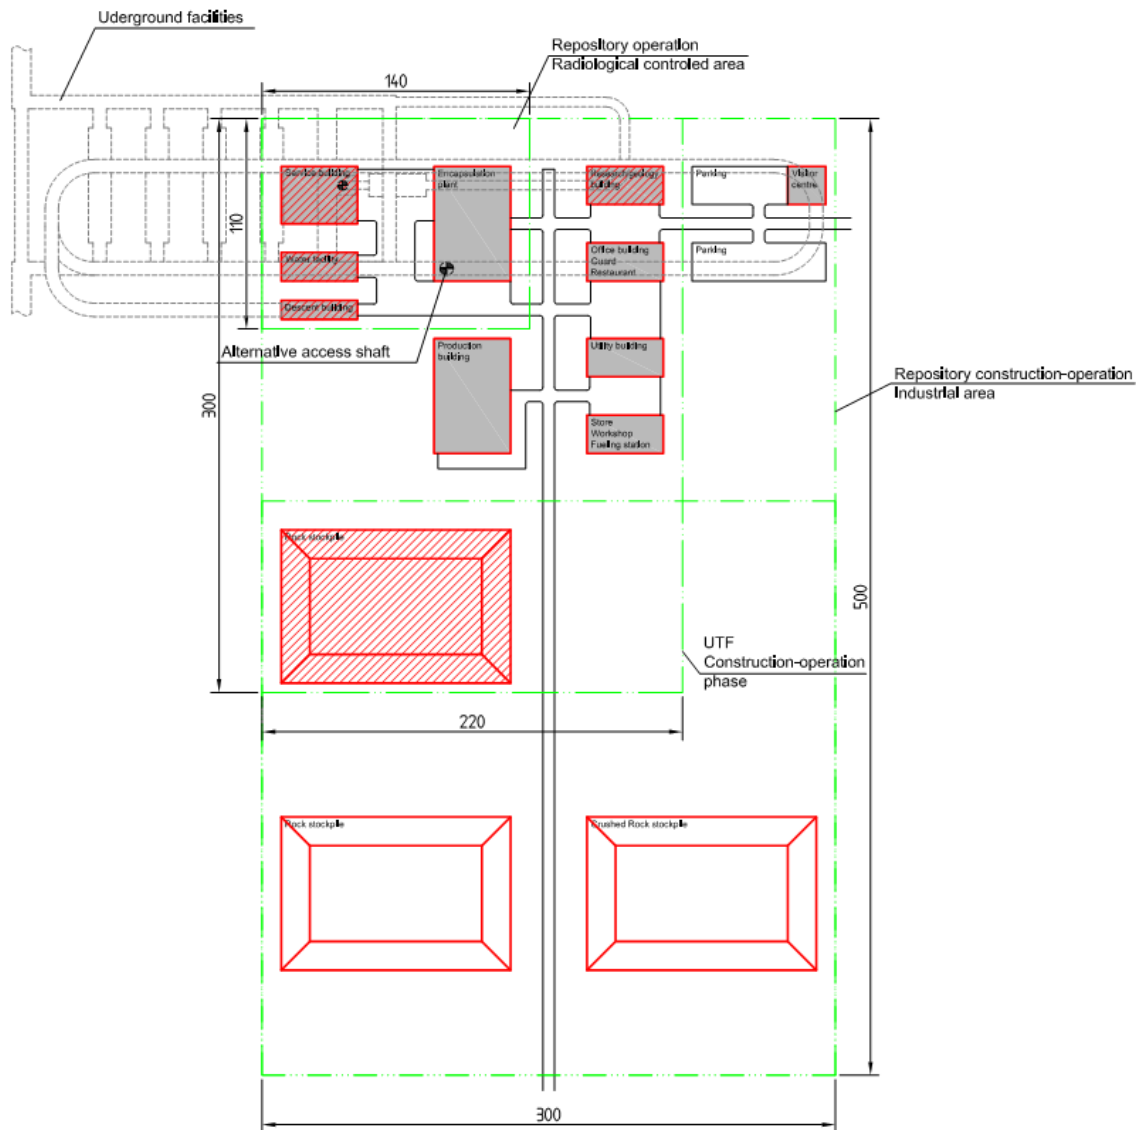 Uderground facilities
Repository operation
Radiological controled area
140
Service building
Encapsulation
plant
Research/geology
building
Parking
Visitor
centre
110
Water facility
Office building
Guard
Restaurant
Parking
Descent building
Alternative access shaft
Production
building
Utility building
Repository construction-operation
Industrial area
300
Store
Workshop
Fueling station
Rock stockpile
500
UTF
Construction-operation
phase
220
Rock stockpile
Crushed Rock stockpile
300